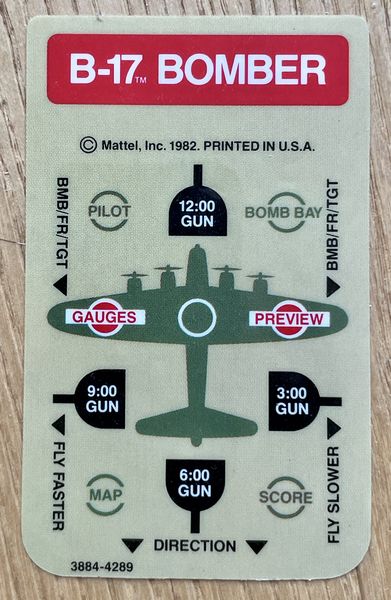 B-17™ BOMBER
© Mattel, Inc. 1982. PRINTED IN U.S.A.
BMB/FR/TGT
PILOT
12:00
GUN
BOMB BAY
BMB/FR/TGT
GAUGES
PREVIEW
9:00
GUN
3:00
GUN
FLY FASTER
MAP
6:00
GUN
SCORE
FLY SLOWER
DIRECTION
3884-4289